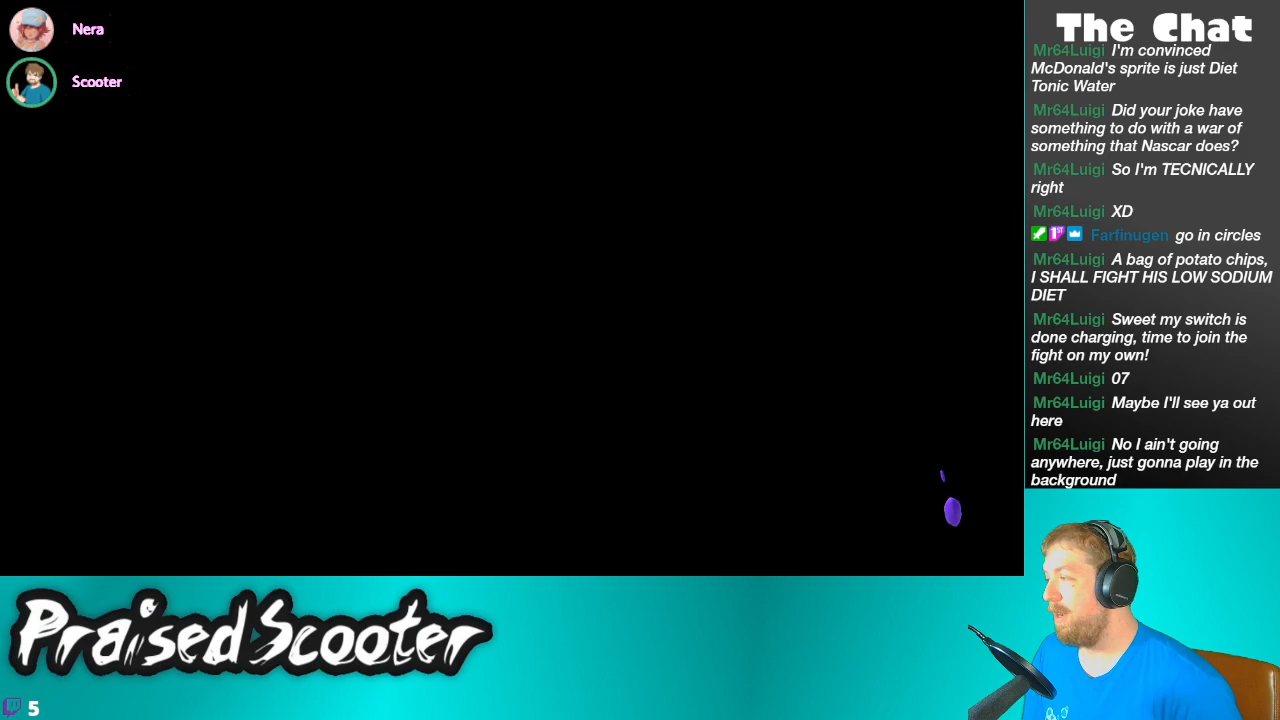 Nera
Scooter
The Chat
Mr64Luigi I'm convinced
McDonald's sprite is just Diet
Tonic Water
Mr64Luigi Did your joke have
something to do with a war of
something that Nascar does?
Mr64Luigi So I'm TECNICALLY
right
Mr64Luigi XD
1ST Farfinugen go in circles
Mr64Luigi A bag of potato chips,
I SHALL FIGHT HIS LOW SODIUM
DIET
Mr64Luigi Sweet my switch is
done charging, time to join the
fight on my own!
Mr64Luigi 07
Mr64Luigi Maybe I'll see ya out
here
Mr64Luigi No I ain't going
anywhere, just gonna play in the
background
PraisedScooter
5